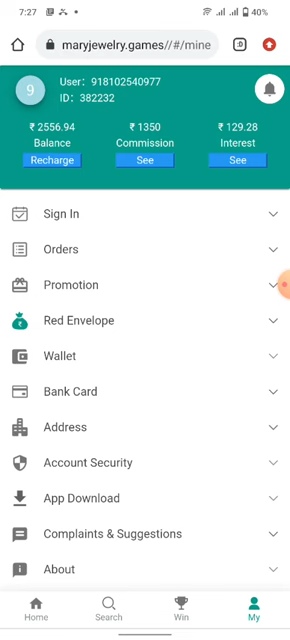 7:27
40%
maryjewelry.games//#/mine
:D
9
User: 918102540977
ID: 382232
₹ 2556.94
₹ 1350
₹ 129.28
Balance
Commission
Interest
Recharge
See
See
Sign In
Orders
Promotion
Red Envelope
Wallet
Bank Card
Address
Account Security
App Download
Complaints & Suggestions
About
Home
Search
Win
My